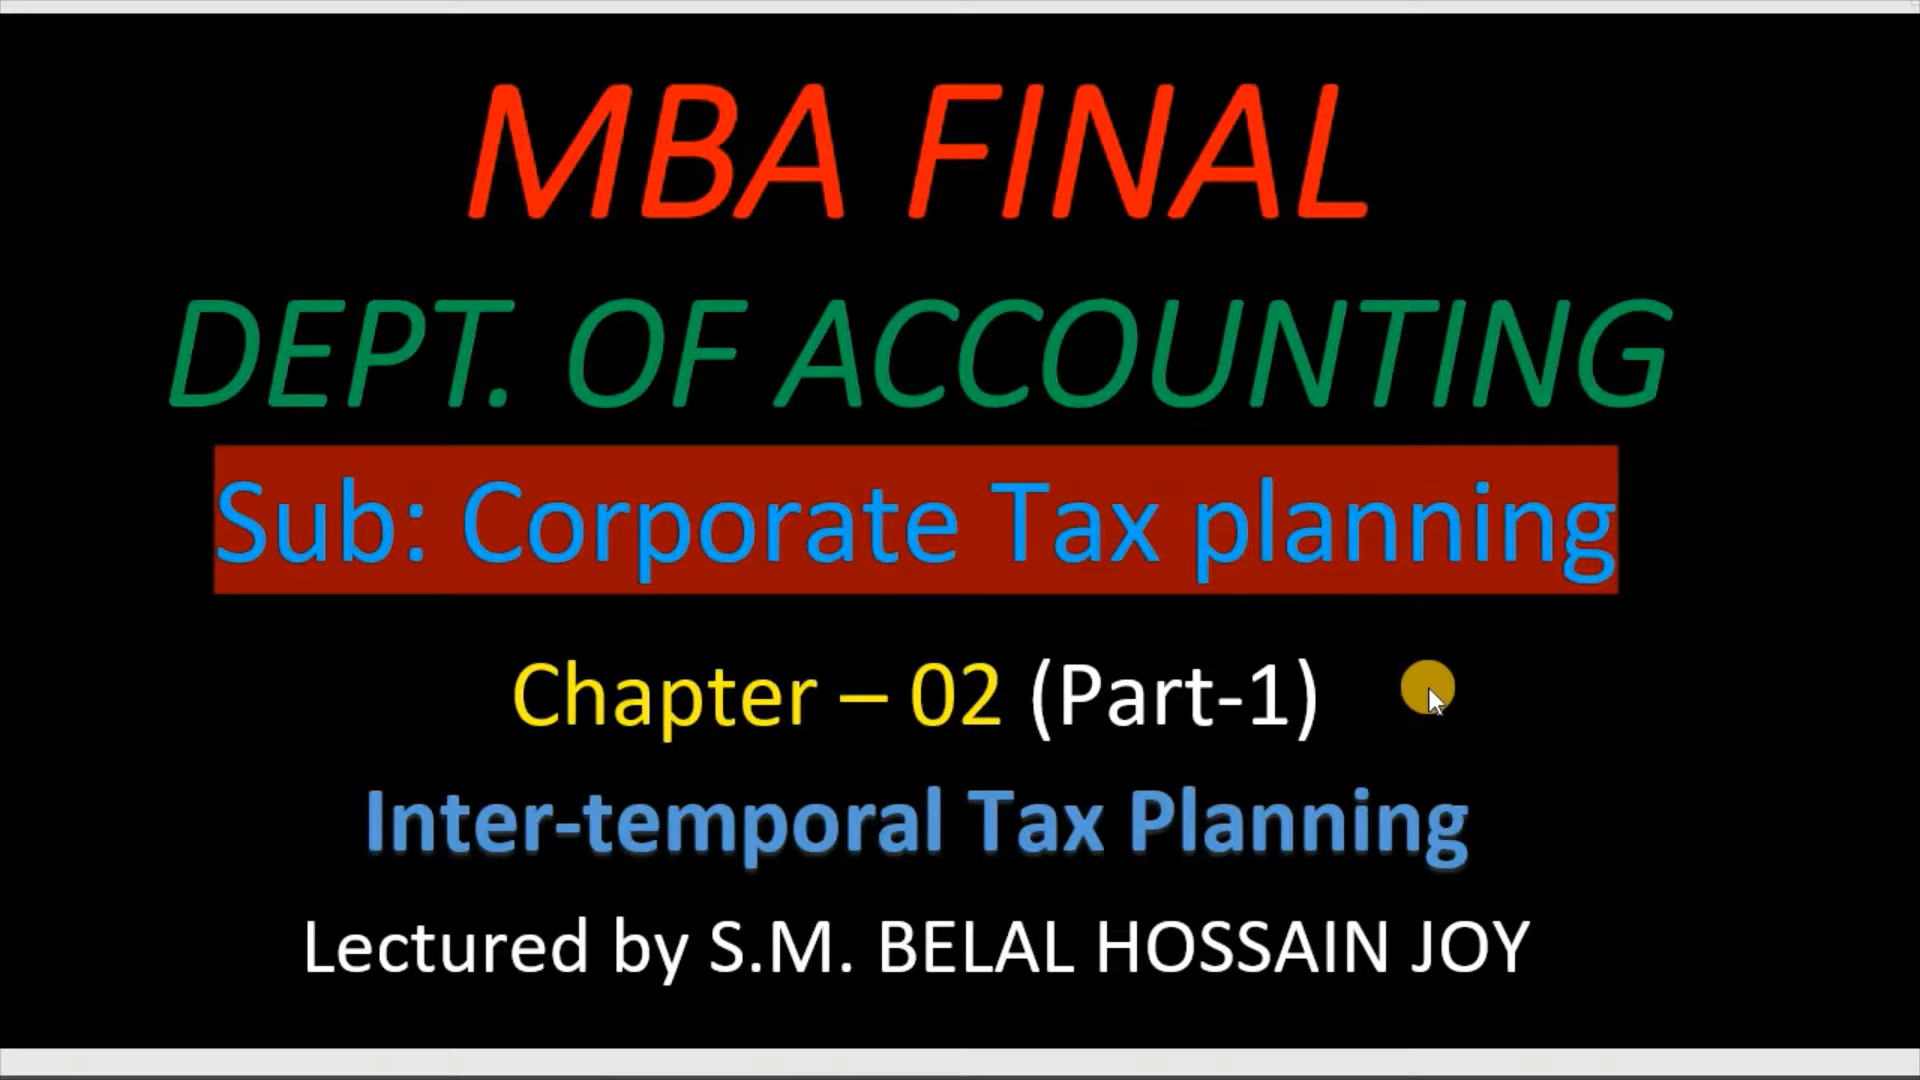 MBA FINAL
DEPT. OF ACCOUNTING
Sub: Corporate Tax planning
Chapter – 02 (Part-1)
Inter-temporal Tax Planning
Lectured by S.M. BELAL HOSSAIN JOY